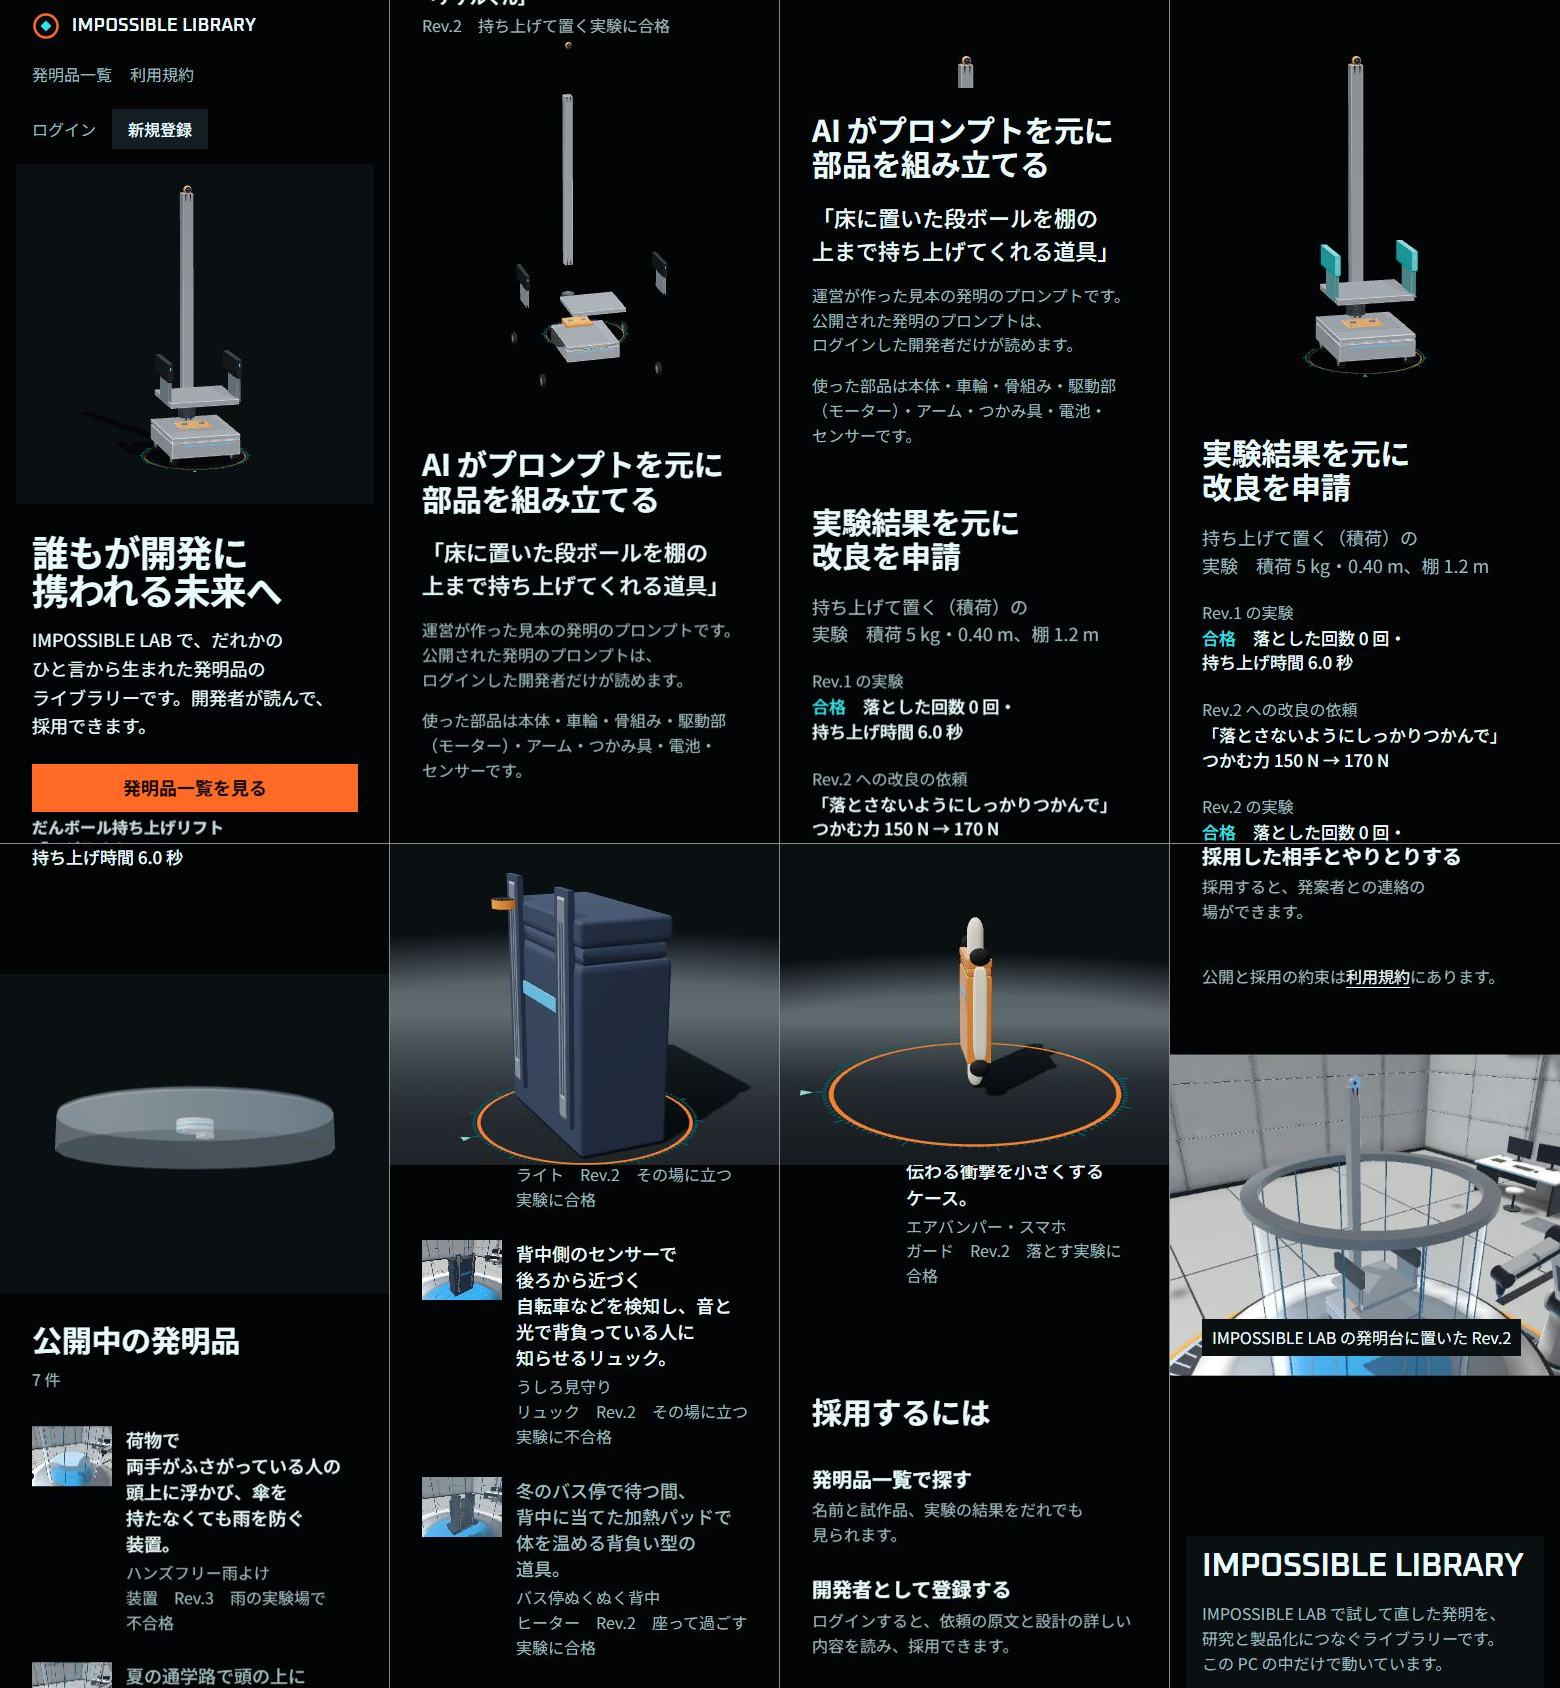 IMPOSSIBLE LIBRARY
発明品一覧 利用規約
ログイン 新規登録
誰もが開発に
携われる未来へ
IMPOSSIBLE LAB で、だれかの
ひと言から生まれた発明品の
ライブラリーです。開発者が読んで、
採用できます。
発明品一覧を見る
だんボール持ち上げリフト
Rev.2 持ち上げて置く実験に合格
AI がプロンプトを元に
部品を組み立てる
「床に置いた段ボールを棚の
上まで持ち上げてくれる道具」
運営が作った見本の発明のプロンプトです。
公開された発明のプロンプトは、
ログインした開発者だけが読めます。
使った部品は本体・車輪・骨組み・駆動部
（モーター）・アーム・つかみ具・電池・
センサーです。
AI がプロンプトを元に
部品を組み立てる
「床に置いた段ボールを棚の
上まで持ち上げてくれる道具」
運営が作った見本の発明のプロンプトです。
公開された発明のプロンプトは、
ログインした開発者だけが読めます。
使った部品は本体・車輪・骨組み・駆動部
（モーター）・アーム・つかみ具・電池・
センサーです。
実験結果を元に
改良を申請
持ち上げて置く（積荷）の
実験 積荷 5 kg・0.40 m、棚 1.2 m
Rev.1 の実験
合格 落とした回数 0 回・
持ち上げ時間 6.0 秒
Rev.2 への改良の依頼
「落とさないようにしっかりつかんで」
つかむ力 150 N → 170 N
実験結果を元に
改良を申請
持ち上げて置く（積荷）の
実験 積荷 5 kg・0.40 m、棚 1.2 m
Rev.1 の実験
合格 落とした回数 0 回・
持ち上げ時間 6.0 秒
Rev.2 への改良の依頼
「落とさないようにしっかりつかんで」
つかむ力 150 N → 170 N
Rev.2 の実験
合格 落とした回数 0 回・
持ち上げ時間 6.0 秒
公開中の発明品
7 件
荷物で
両手がふさがっている人の
頭上に浮かび、傘を
持たなくても雨を防ぐ
装置。
ハンズフリー雨よけ
装置 Rev.3 雨の実験場で
不合格
夏の通学路で頭の上に
ライト Rev.2 その場に立つ
実験に合格
背中側のセンサーで
後ろから近づく
自転車などを検知し、音と
光で背負っている人に
知らせるリュック。
うしろ見守り
リュック Rev.2 その場に立つ
実験に不合格
冬のバス停で待つ間、
背中に当てた加熱パッドで
体を温める背負い型の
道具。
バス停ぬくぬく背中
ヒーター Rev.2 座って過ごす
実験に合格
伝わる衝撃を小さくする
ケース。
エアバンパー・スマホ
ガード Rev.2 落とす実験に
合格
採用するには
発明品一覧で探す
名前と試作品、実験の結果をだれでも
見られます。
開発者として登録する
ログインすると、依頼の原文と設計の詳しい
内容を読み、採用できます。
採用した相手とやりとりする
採用すると、発案者との連絡の
場ができます。
公開と採用の約束は利用規約にあります。
IMPOSSIBLE LAB の発明台に置いた Rev.2
IMPOSSIBLE LIBRARY
IMPOSSIBLE LAB で試して直した発明を、
研究と製品化につなぐライブラリーです。
この PC の中だけで動いています。